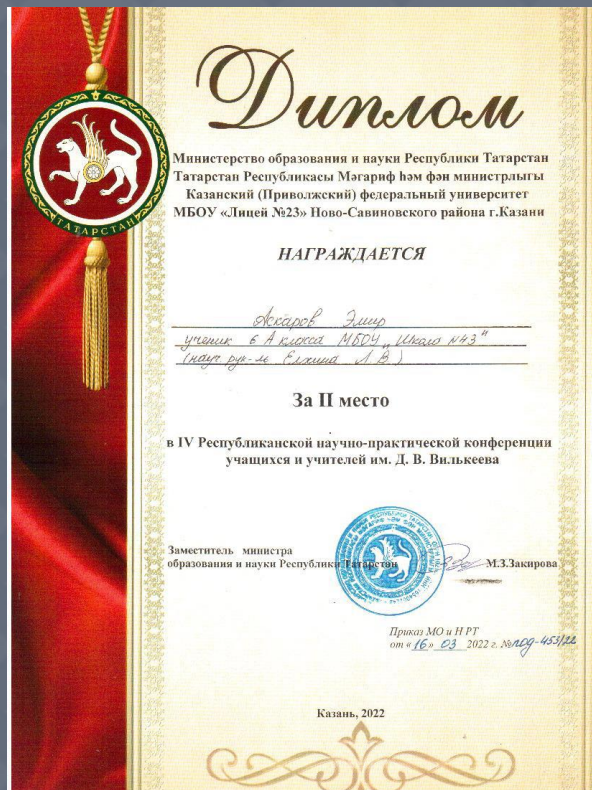 Диплом
ТАТАРСТАН
Министерство образования и науки Республики Татарстан
Татарстан Республикасы Мәгариф һәм фән министрлыгы
Казанский (Приволжский) федеральный университет
МБОУ «Лицей №23» Ново-Савиновского района г.Казани
НАГРАЖДАЕТСЯ
Аскаров Эмир
ученик 6 А класса МБОУ „Школа №43"
(науч. рук-ль Елхина Л В )
За II место
в IV Республиканской научно-практической конференции
учащихся и учителей им. Д. В. Вилькеева
Заместитель министра
образования и науки Республики Татарстан М.З.Закирова
Приказ МО и Н РТ
от «16» 03 2022 г. №под-453/22
Казань, 2022